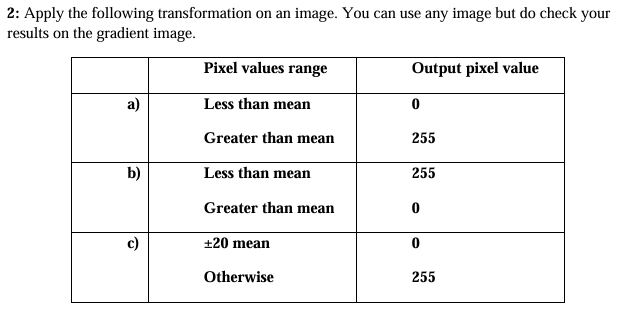 2: Apply the following transformation on an image. You can use any image but do check your
results on the gradient image.
Pixel values range Output pixel value
a) Less than mean 0
Greater than mean 255
b) Less than mean 255
Greater than mean 0
c) ±20 mean 0
Otherwise 255